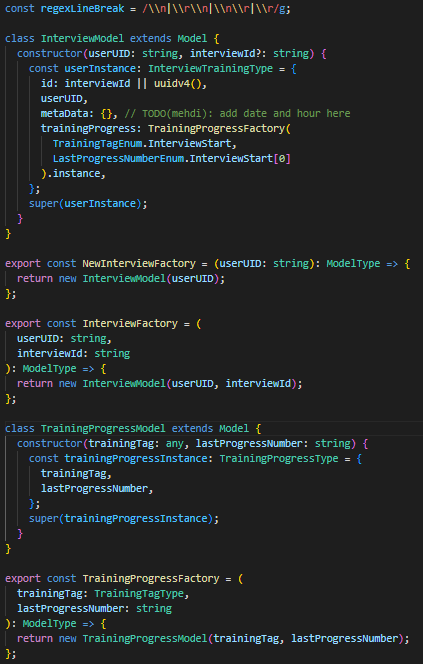 const regexLineBreak = /\\n|\\r\\n|\\n\\r|\\r/g;

class InterviewModel extends Model {
  constructor(userUID: string, interviewId?: string) {
    const userInstance: InterviewTrainingType = {
      id: interviewId || uuidv4(),
      userUID,
      metaData: {}, // TODO(mehdi): add date and hour here
      trainingProgress: TrainingProgressFactory(
        TrainingTagEnum.InterviewStart,
        LastProgressNumberEnum.InterviewStart[0]
      ).instance,
    };
    super(userInstance);
  }
}

export const NewInterviewFactory = (userUID: string): ModelType => {
  return new InterviewModel(userUID);
};

export const InterviewFactory = (
  userUID: string,
  interviewId: string
): ModelType => {
  return new InterviewModel(userUID, interviewId);
};

class TrainingProgressModel extends Model {
  constructor(trainingTag: any, lastProgressNumber: string) {
    const trainingProgressInstance: TrainingProgressType = {
      trainingTag,
      lastProgressNumber,
    };
    super(trainingProgressInstance);
  }
}

export const TrainingProgressFactory = (
  trainingTag: TrainingTagType,
  lastProgressNumber: string
): ModelType => {
  return new TrainingProgressModel(trainingTag, lastProgressNumber);
};